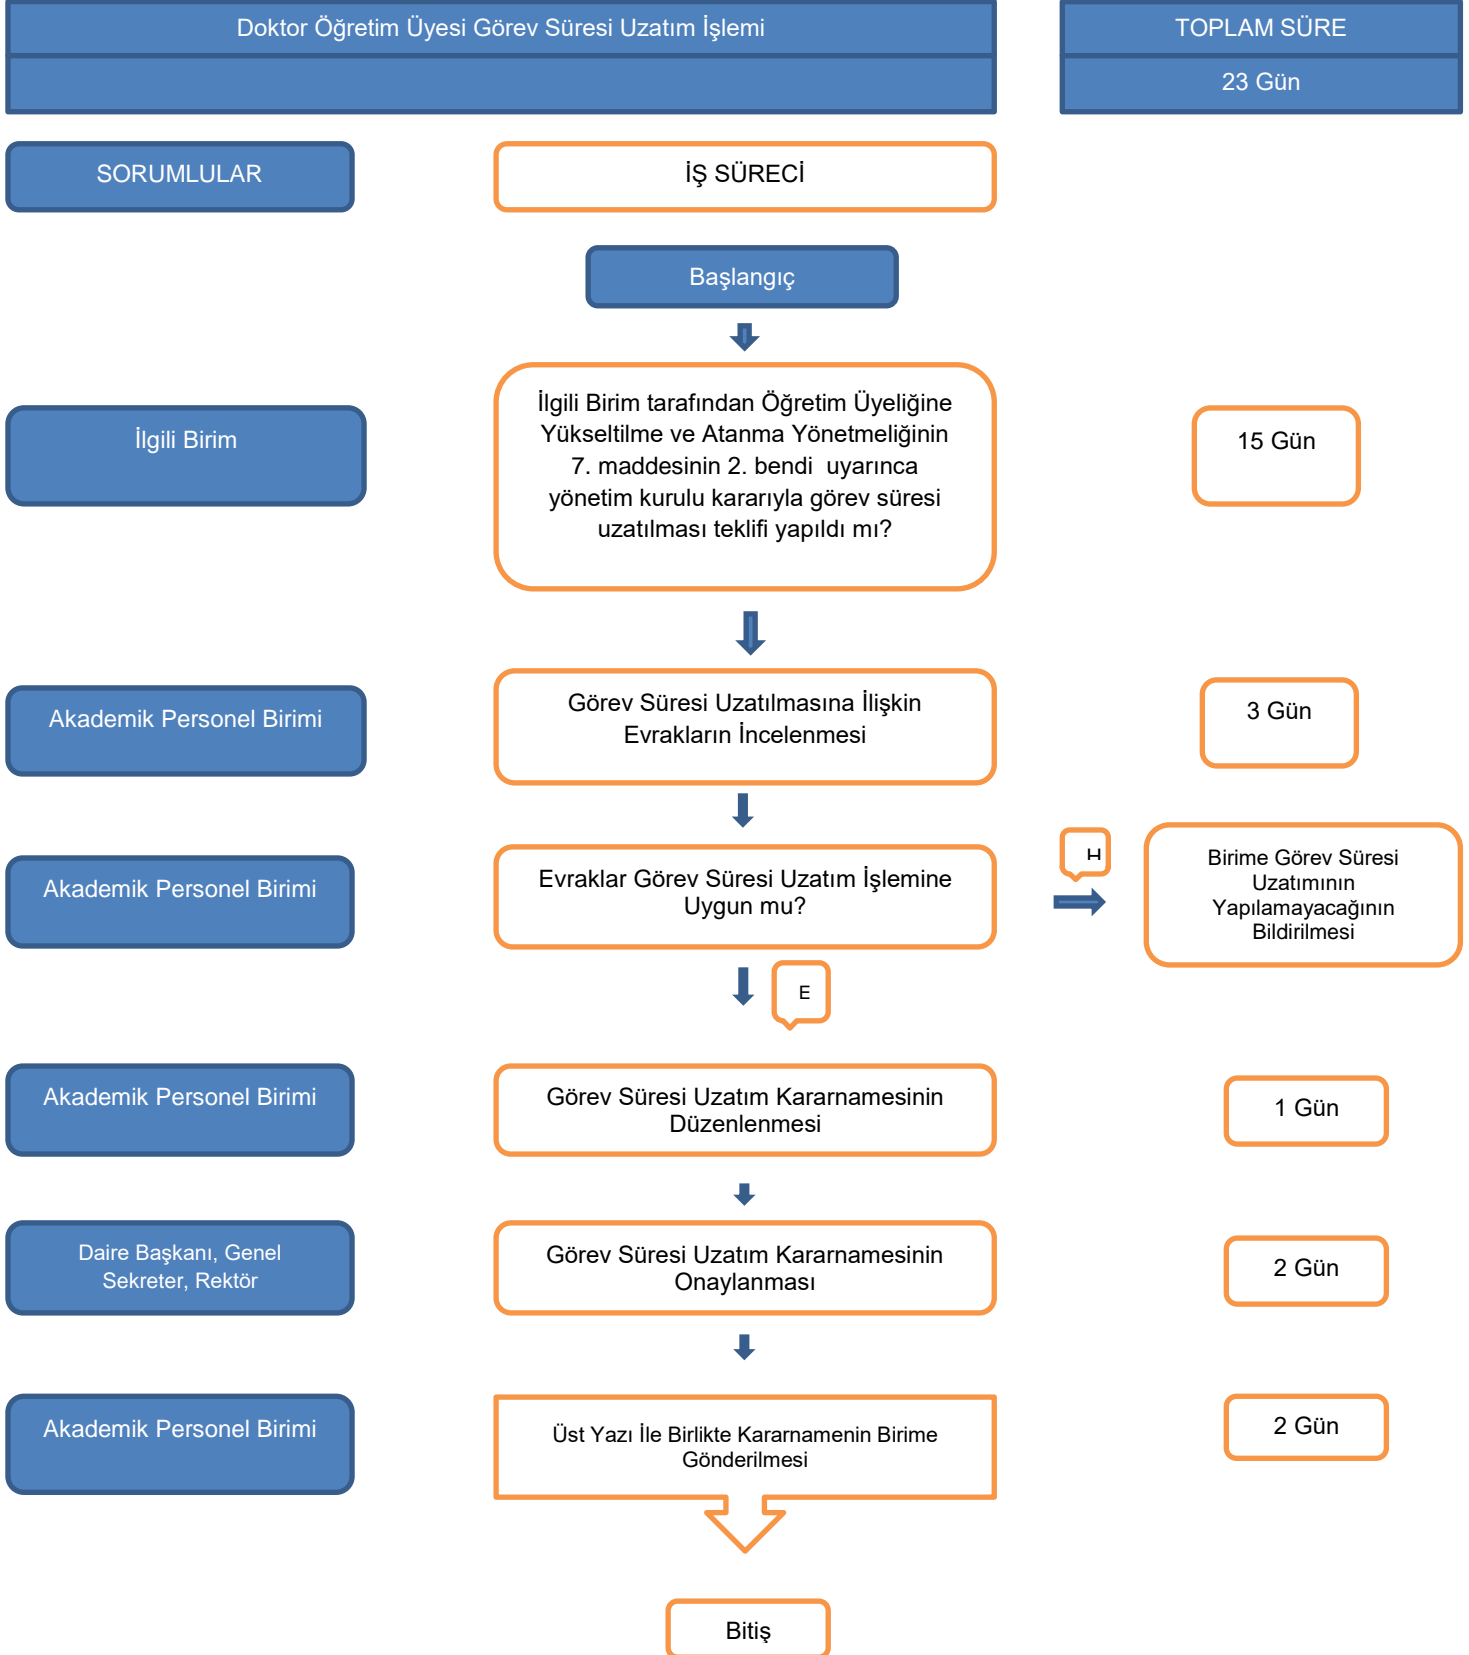 Doktor Öğretim Üyesi Görev Süresi Uzatım İşlemi
TOPLAM SÜRE
23 Gün
SORUMLULAR
İŞ SÜRECİ
Başlangıç
İlgili Birim
İlgili Birim tarafından Öğretim Üyeliğine
Yükseltilme ve Atanma Yönetmeliğinin
7. maddesinin 2. bendi uyarınca
yönetim kurulu kararıyla görev süresi
uzatılması teklifi yapıldı mı?
15 Gün
Akademik Personel Birimi
Görev Süresi Uzatılmasına İlişkin
Evrakların İncelenmesi
3 Gün
Akademik Personel Birimi
Evraklar Görev Süresi Uzatım İşlemine
Uygun mu?
H
Birime Görev Süresi
Uzatımının
Yapılamayacağının
Bildirilmesi
E
Akademik Personel Birimi
Görev Süresi Uzatım Kararnamesinin
Düzenlenmesi
1 Gün
Daire Başkanı, Genel
Sekreter, Rektör
Görev Süresi Uzatım Kararnamesinin
Onaylanması
2 Gün
Akademik Personel Birimi
Üst Yazı İle Birlikte Kararnamenin Birime
Gönderilmesi
2 Gün
Bitiş